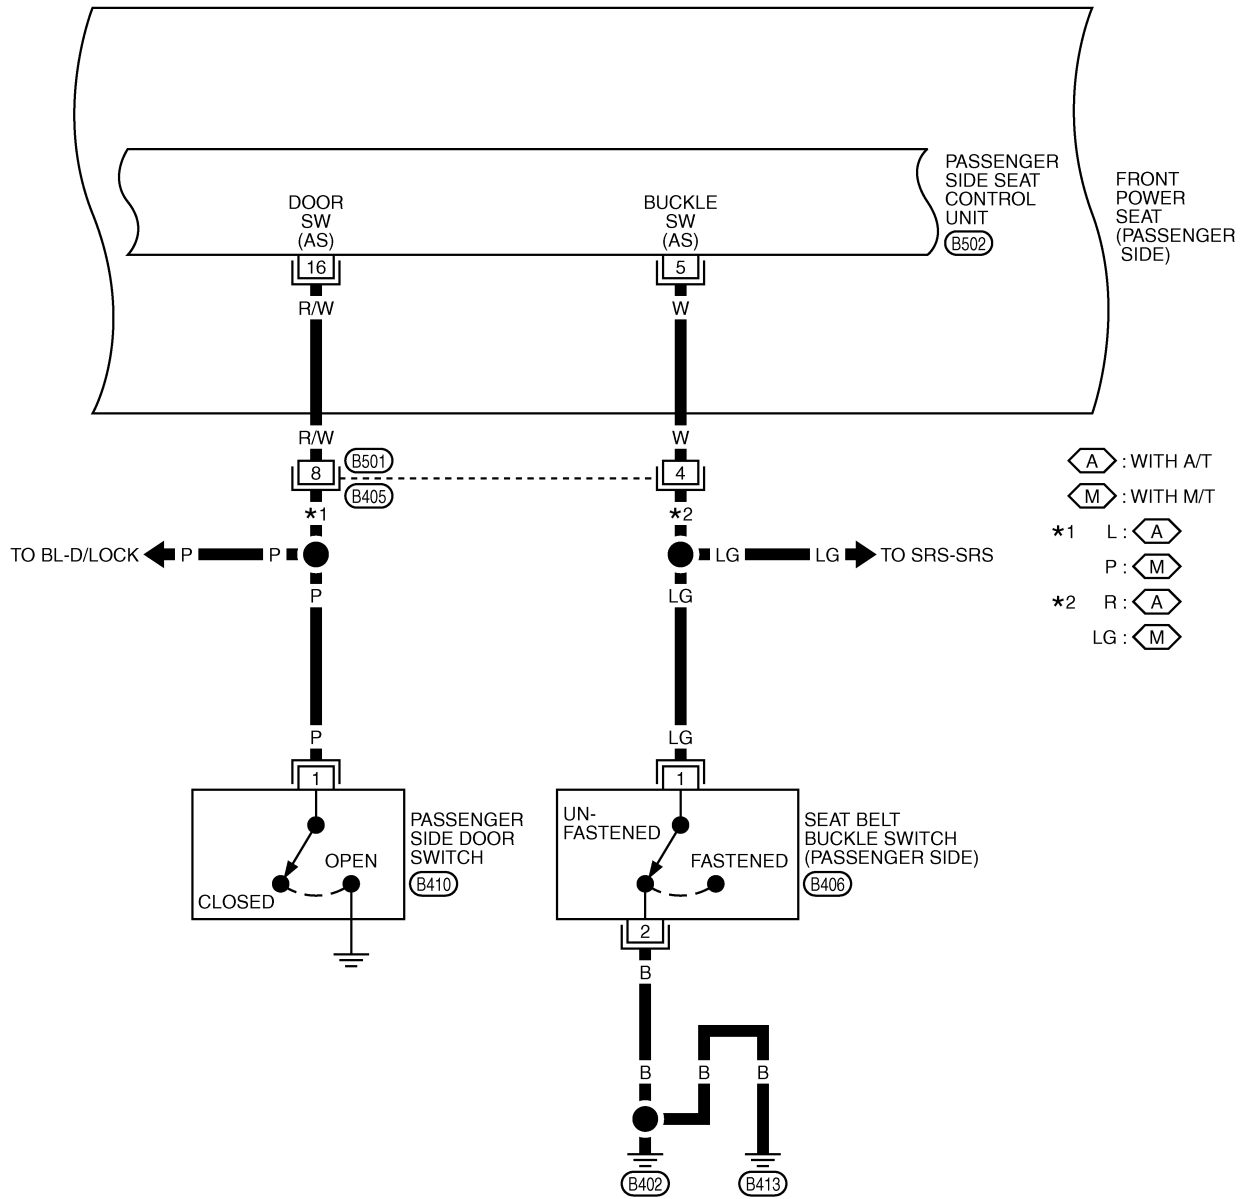 PASSENGER
SIDE SEAT
CONTROL
UNIT
B502
FRONT
POWER
SEAT
(PASSENGER
SIDE)
DOOR
SW
(AS)
BUCKLE
SW
(AS)
16
5
R/W
W
R/W
W
8
B501
B405
4
*1
*2
TO BL-D/LOCK
P
P
LG
LG
TO SRS-SRS
A : WITH A/T
M : WITH M/T
*1 L : A
P : M
*2 R : A
LG : M
P
LG
P
LG
1
1
PASSENGER
SIDE DOOR
SWITCH
B410
OPEN
CLOSED
UN-
FASTENED
FASTENED
SEAT BELT
BUCKLE SWITCH
(PASSENGER SIDE)
B406
2
B
B
B
B
B402
B413